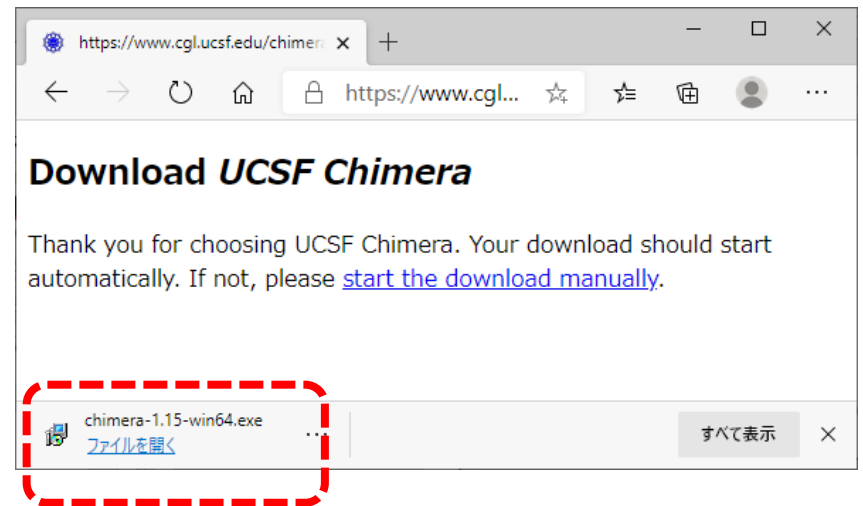 https://www.cgl.ucsf.edu/chimer
https://www.cgl...
Download UCSF Chimera
Thank you for choosing UCSF Chimera. Your download should start
automatically. If not, please start the download manually.
chimera-1.15-win64.exe
ファイルを開く
すべて表示